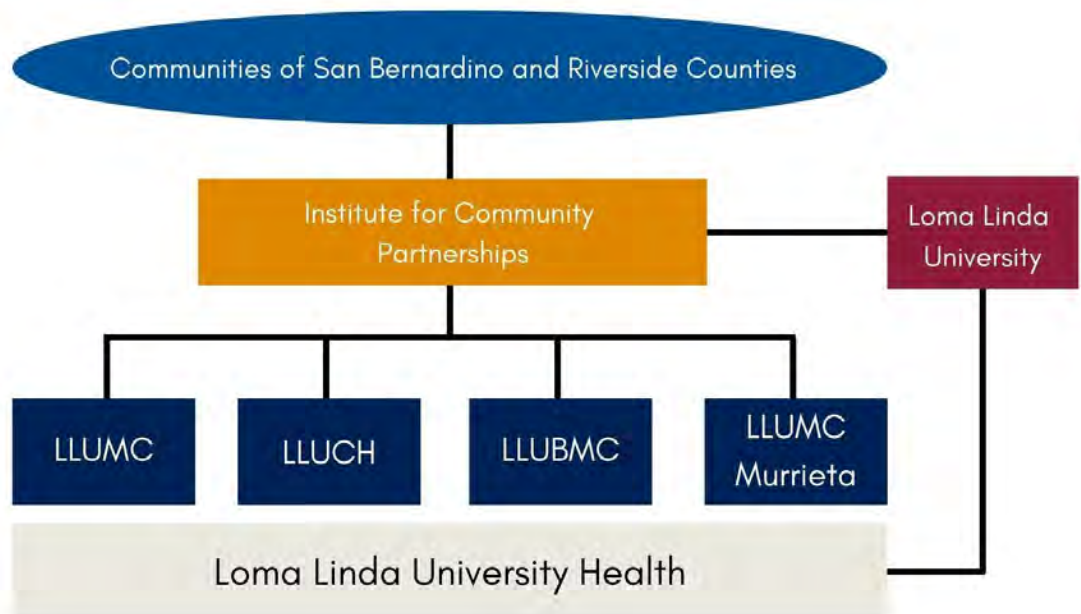 Communities of San Bernardino and Riverside Counties
Institute for Community
Partnerships
Loma Linda
University
LLUMC
LLUCH
LLUBMC
LLUMC
Murrieta
Loma Linda University Health